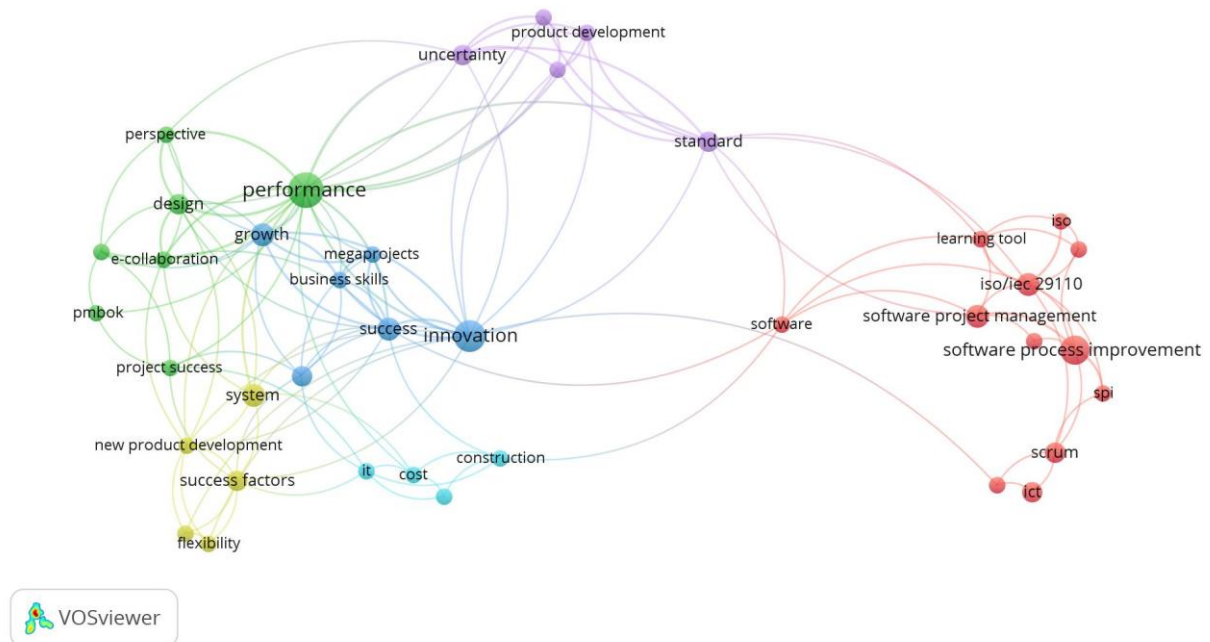 product development
uncertainty
perspective
standard
performance
design
growth
iso
learning tool
megaprojects
e-collaboration
business skills
iso/iec 29110
pmbok
software project management
success
innovation
software
software process improvement
project success
system
spi
new product development
construction
scrum
it
cost
success factors
ict
flexibility
VOSviewer